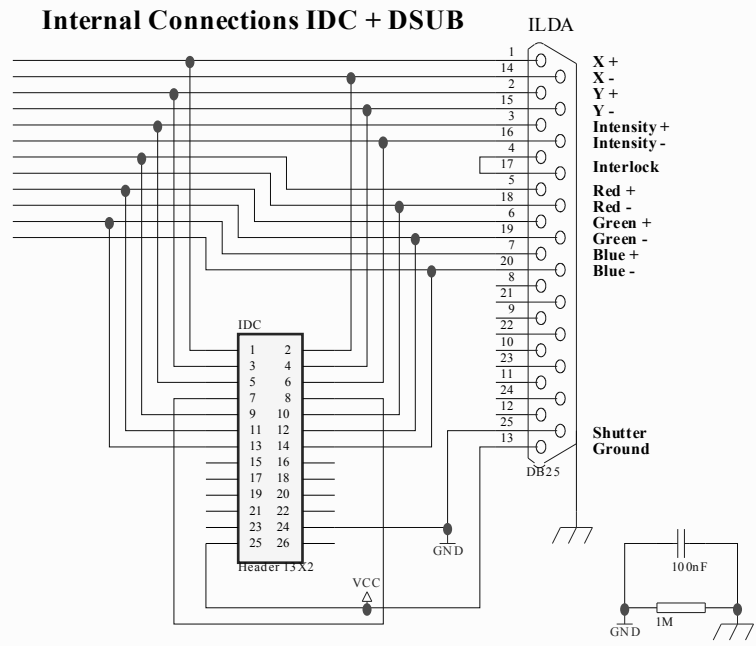 Internal Connections IDC + DSUB
ILDA
1
14
2
15
3
16
4
17
5
18
6
19
7
20
8
21
9
22
10
23
11
24
12
25
13
X +
X -
Y +
Y -
Intensity +
Intensity -
Interlock
Red +
Red -
Green +
Green -
Blue +
Blue -
Shutter
Ground
DB25
IDC
1 2
3 4
5 6
7 8
9 10
11 12
13 14
15 16
17 18
19 20
21 22
23 24
25 26
Header 13X2
GND
VCC
100nF
1M
GND